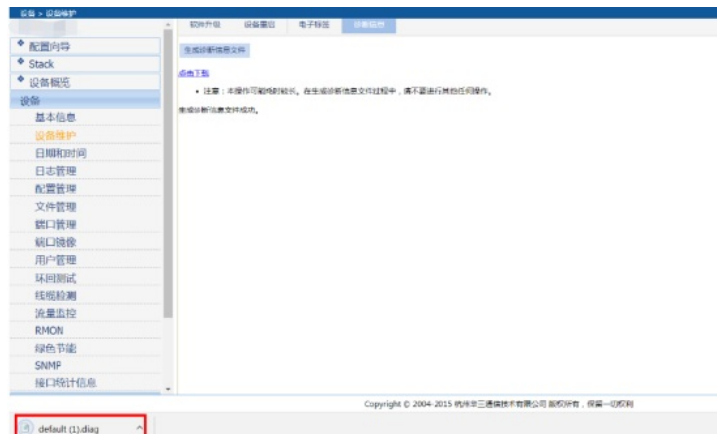 设备 > 设备维护
软件升级 设备重启 电子标签 诊断信息
配置向导
Stack
设备概览
设备
基本信息
设备维护
日期和时间
日志管理
配置管理
文件管理
端口管理
端口镜像
用户管理
环回测试
线缆检测
流量监控
RMON
绿色节能
SNMP
接口统计信息
生成诊断信息文件
点击下载
• 注意：本操作可能耗时较长。在生成诊断信息文件过程中，请不要进行其他任何操作。
生成诊断信息文件成功。
Copyright © 2004-2015 杭州华三通信技术有限公司 版权所有，保留一切权利
default (1).diag